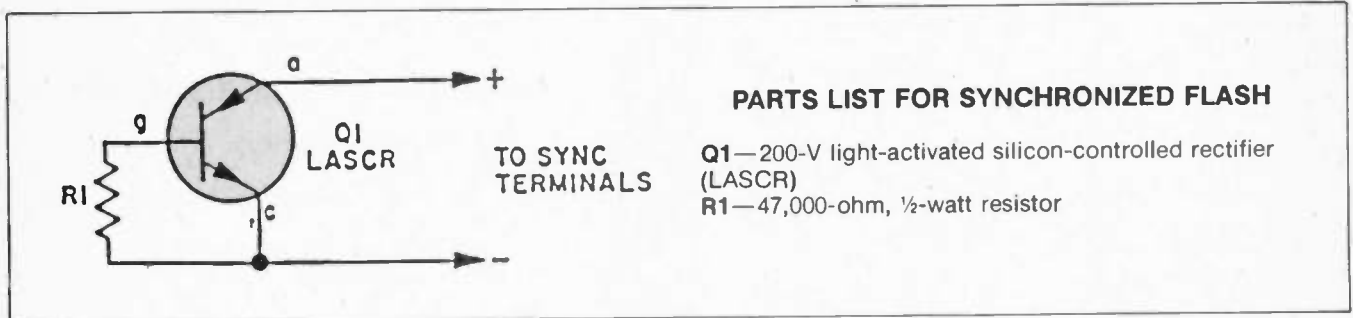 a
+
g
Q1
LASCR
R1
c
TO SYNC
TERMINALS
-
PARTS LIST FOR SYNCHRONIZED FLASH
Q1—200-V light-activated silicon-controlled rectifier
(LASCR)
R1—47,000-ohm, ½-watt resistor